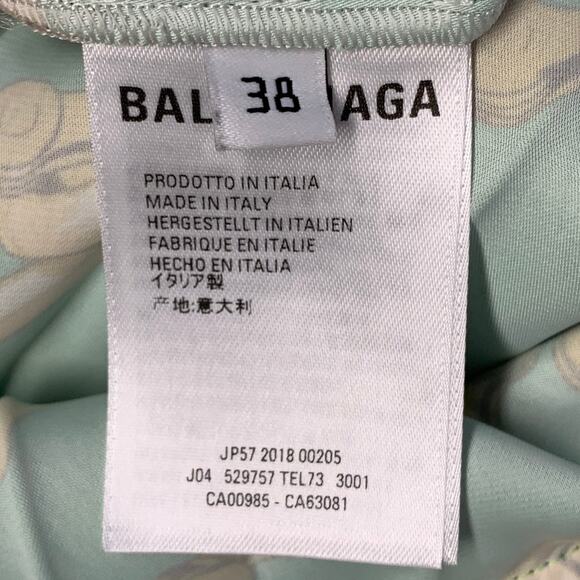 38
BAL AGA
PRODOTTO IN ITALIA
MADE IN ITALY
HERGESTELLT IN ITALIEN
FABRIQUE EN ITALIE
HECHO EN ITALIA
イタリア製
产地:意大利
JP57 2018 00205
J04 529757 TEL73 3001
CA00985 - CA63081